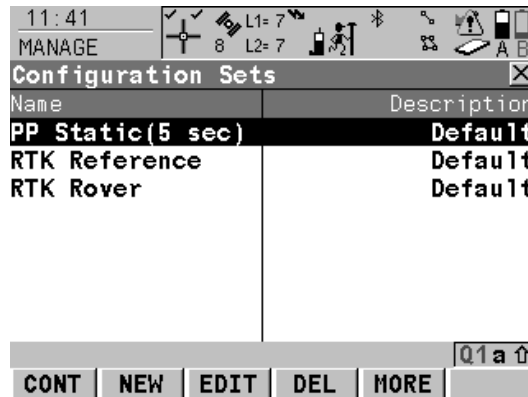 11:41
MANAGE
8
L1= 7
L2= 7
A B
Configuration Sets
Name Description
PP Static(5 sec) Default
RTK Reference Default
RTK Rover Default
Q1 a
CONT NEW EDIT DEL MORE